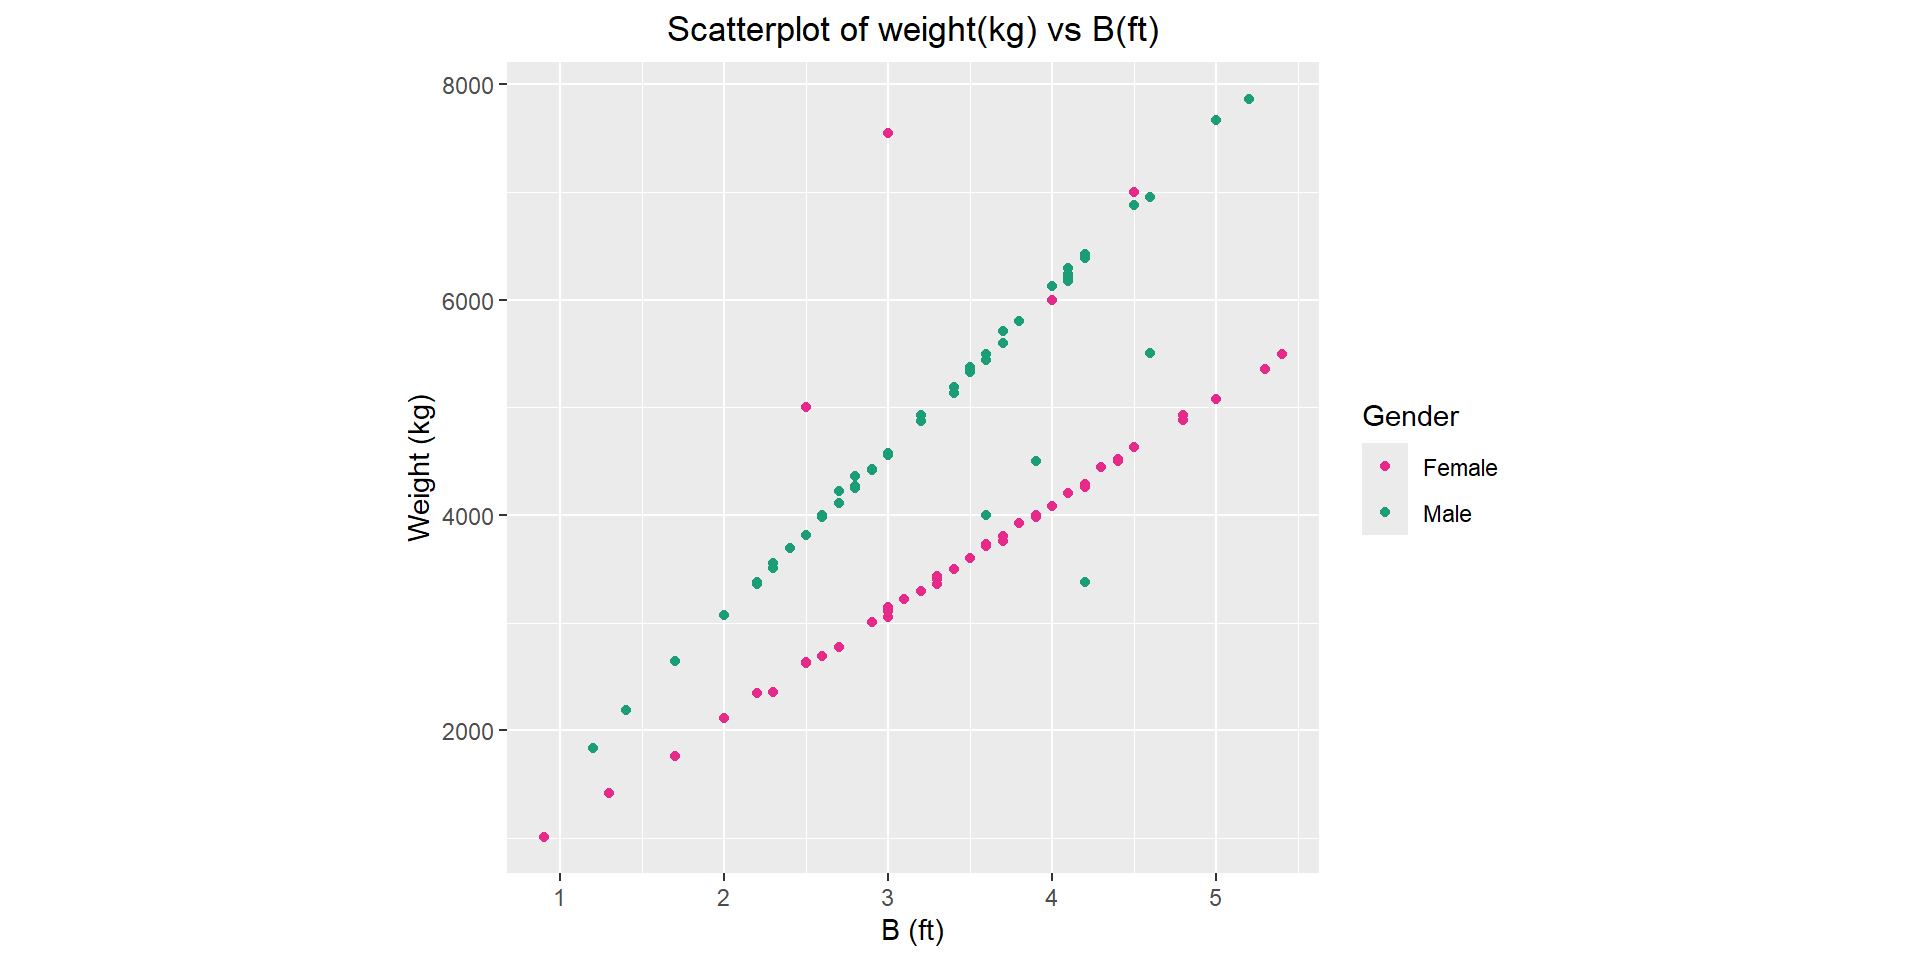 Scatterplot of weight(kg) vs B(ft)
8000
6000
4000
2000
Weight (kg)
1 2 3 4 5
B (ft)
Gender
Female
Male